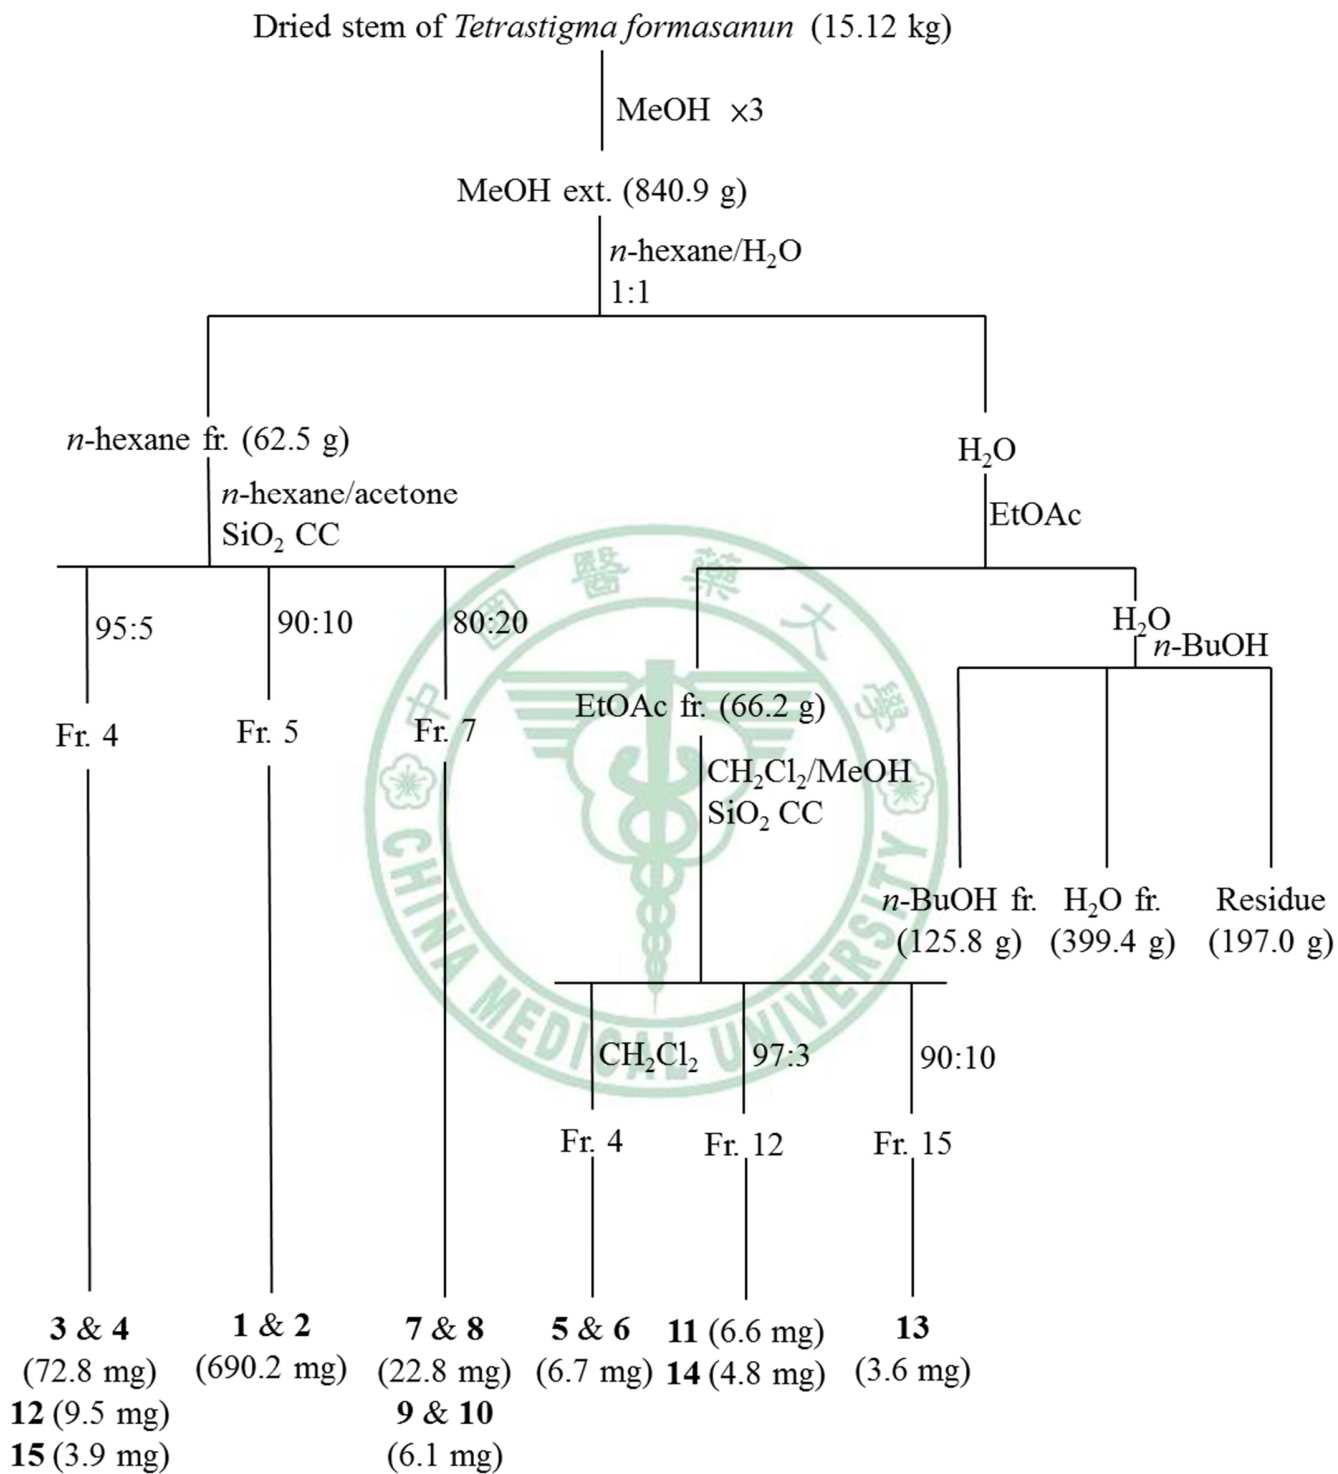 Dried stem of Tetrastigma formasanun (15.12 kg)
MeOH ×3
MeOH ext. (840.9 g)
n-hexane/H₂O
1:1
n-hexane fr. (62.5 g)
n-hexane/acetone
SiO₂ CC
95:5
90:10
80:20
Fr. 4
Fr. 5
Fr. 7
H₂O
EtOAc
EtOAc fr. (66.2 g)
CH₂Cl₂/MeOH
SiO₂ CC
H₂O
n-BuOH
n-BuOH fr.
(125.8 g)
H₂O fr.
(399.4 g)
Residue
(197.0 g)
CH₂Cl₂
97:3
90:10
Fr. 4
Fr. 12
Fr. 15
3 & 4
(72.8 mg)
12 (9.5 mg)
15 (3.9 mg)
1 & 2
(690.2 mg)
7 & 8
(22.8 mg)
9 & 10
(6.1 mg)
5 & 6
(6.7 mg)
11 (6.6 mg)
14 (4.8 mg)
13
(3.6 mg)
中國醫藥大學
CHINA MEDICAL UNIVERSITY